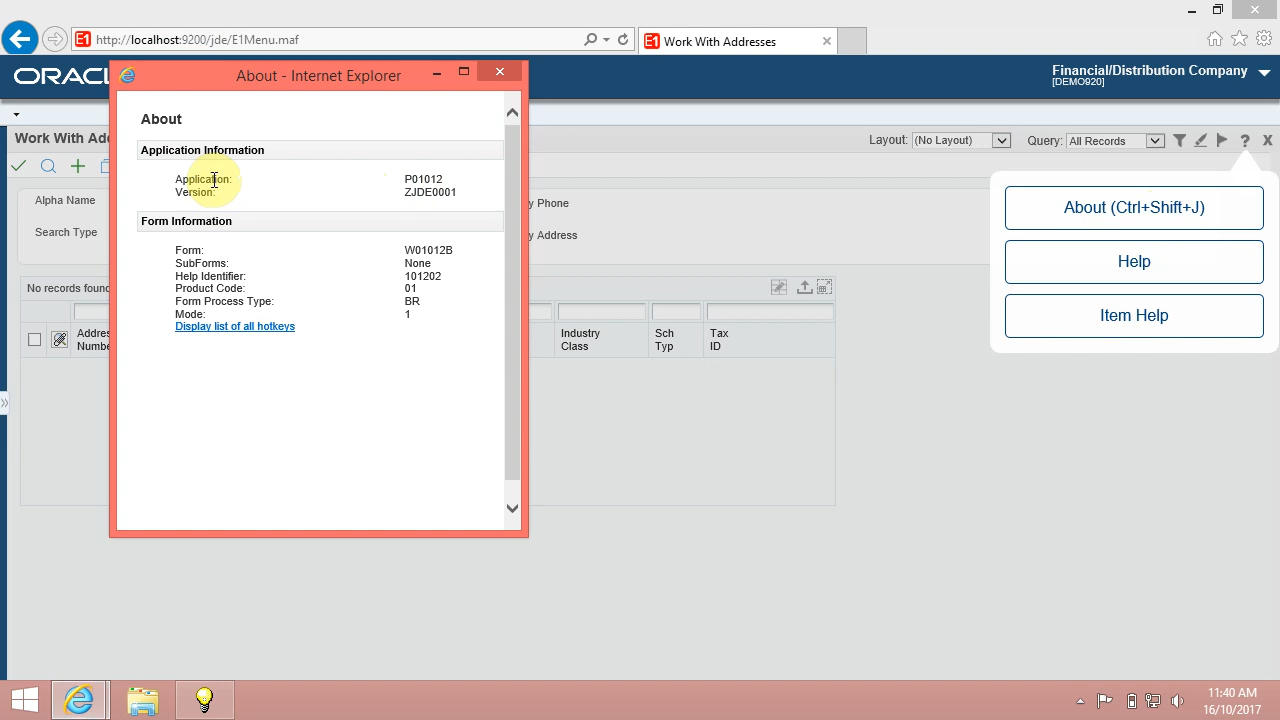 http://localhost:9200/jde/E1Menu.maf
E1 Work With Addresses
ORACL
Financial/Distribution Company
[DEMO920]
About - Internet Explorer
Work With Add
Layout: (No Layout) Query: All Records
About
Application Information
Application: P01012
Version: ZJDE0001
Form Information
Form: W01012B
SubForms: None
Help Identifier: 101202
Product Code: 01
Form Process Type: BR
Mode: 1
Display list of all hotkeys
Alpha Name
y Phone
Search Type
y Address
About (Ctrl+Shift+J)
Help
Item Help
No records found
Addre
Numbe
Industry
Class
Sch
Typ
Tax
ID
11:40 AM
16/10/2017